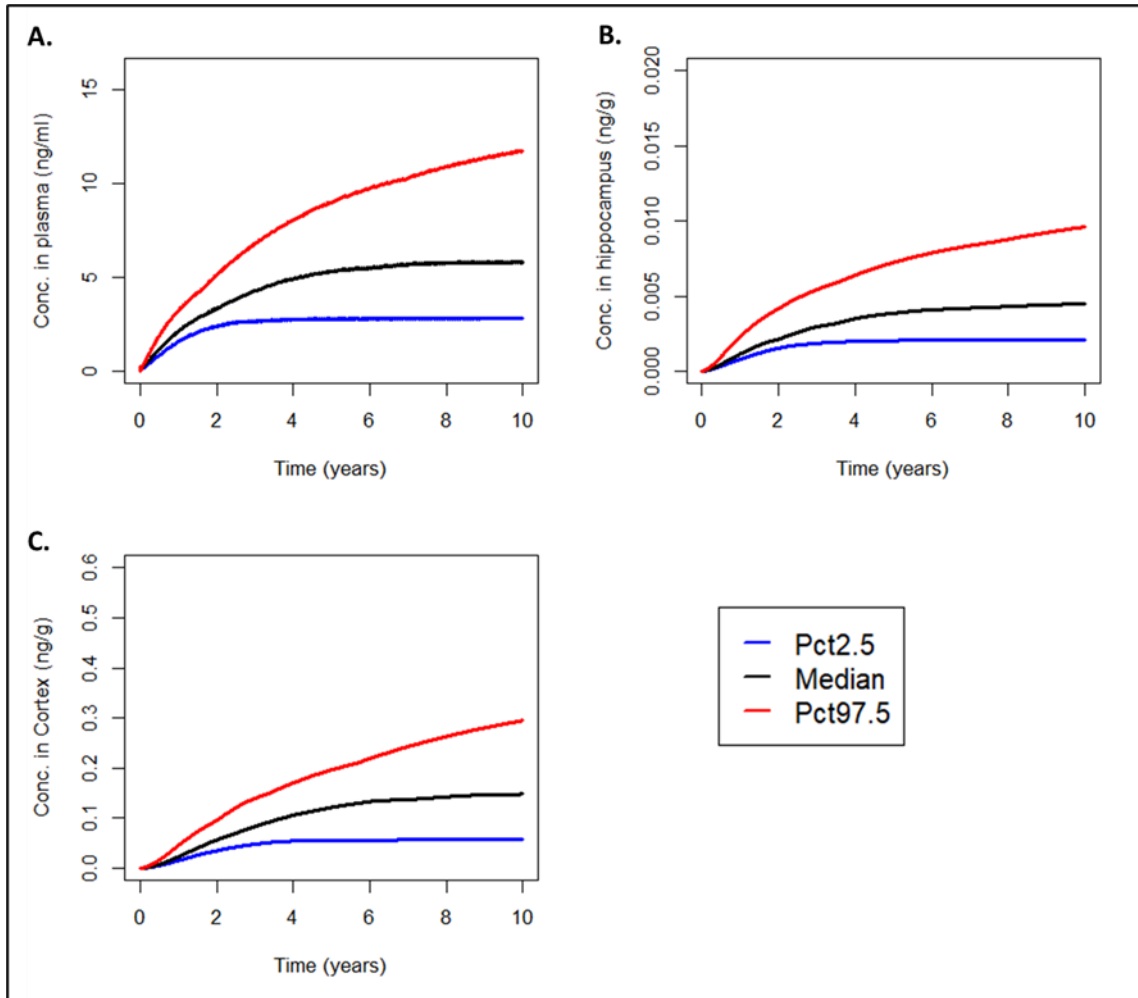 A.
Conc. in plasma (ng/ml)
15
10
5
0
0 2 4 6 8 10
Time (years)
B.
Conc. in hippocampus (ng/g)
0.020
0.015
0.010
0.005
0.000
0 2 4 6 8 10
Time (years)
C.
Conc. in Cortex (ng/g)
0.6
0.5
0.4
0.3
0.2
0.1
0.0
0 2 4 6 8 10
Time (years)
Pct2.5
Median
Pct97.5